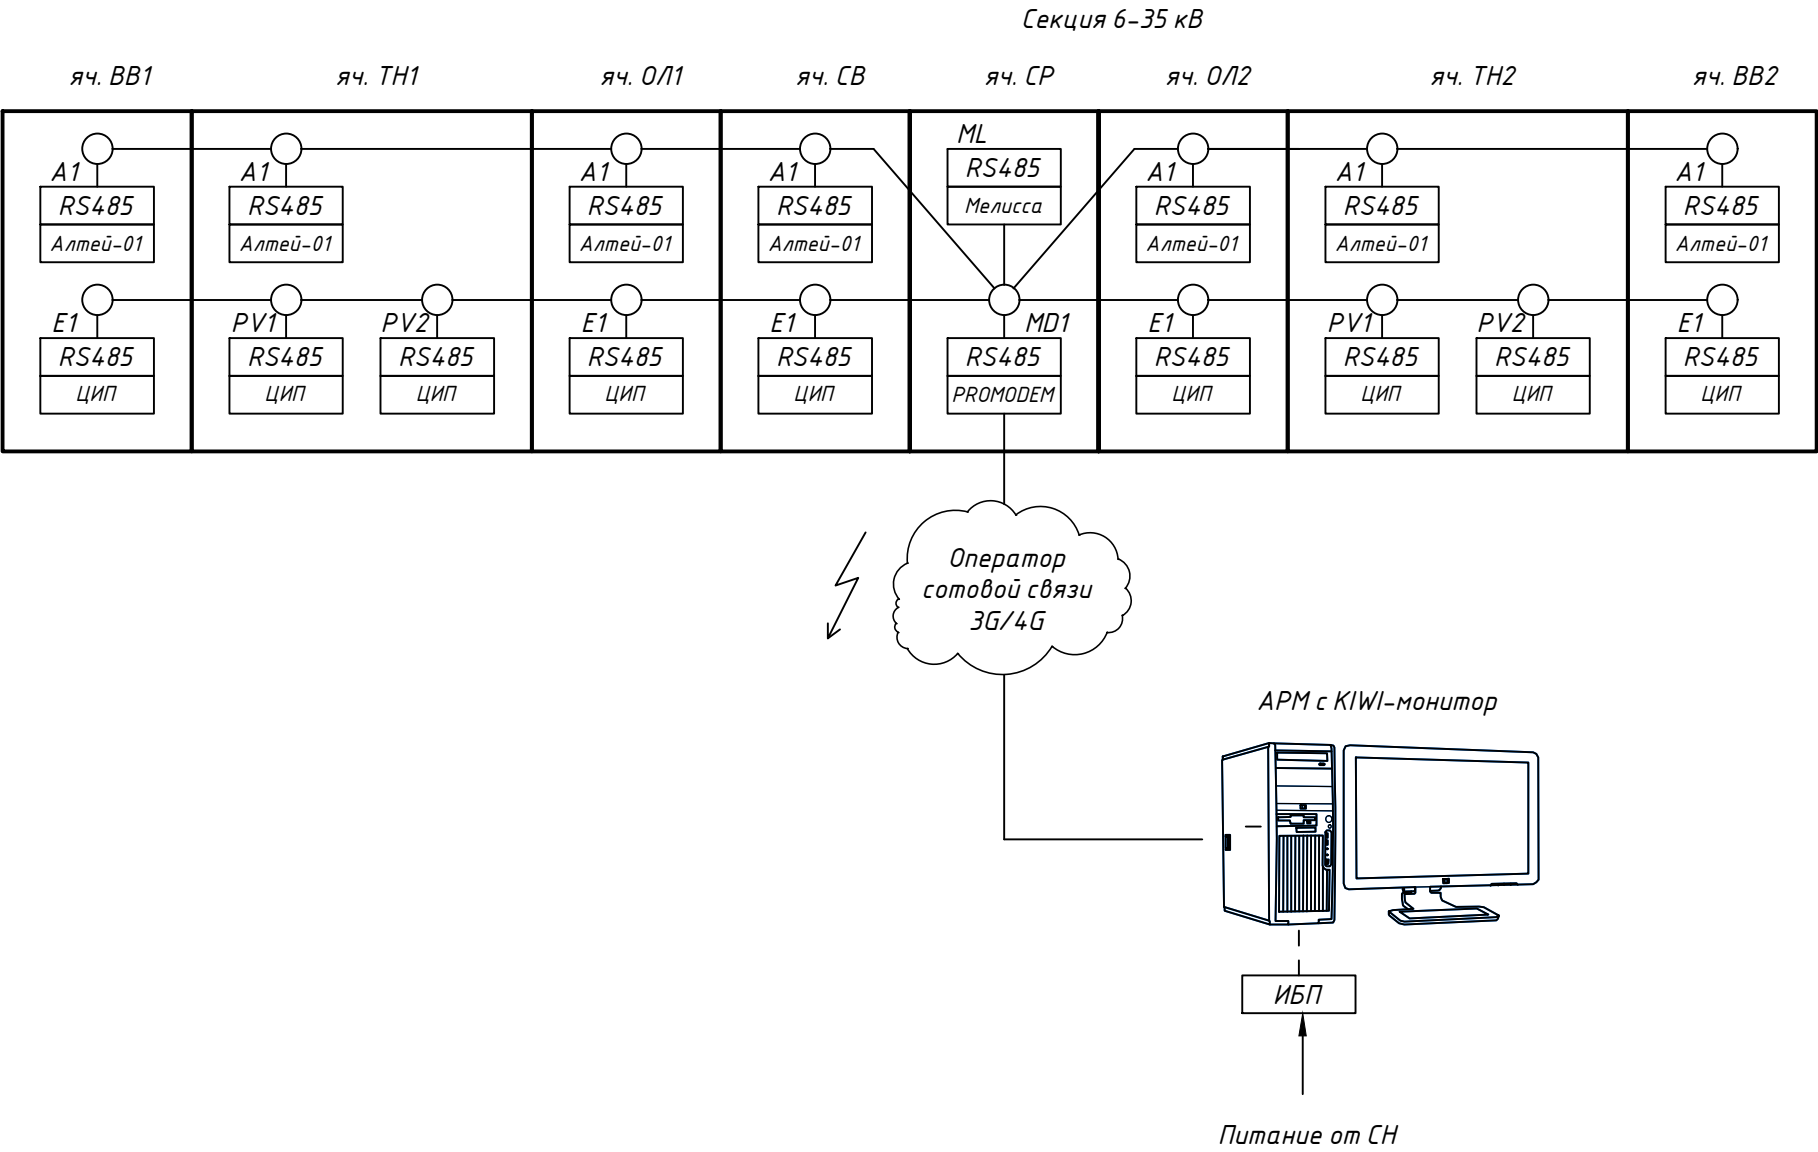 Секция 6-35 кВ
яч. ВВ1
яч. ТН1
яч. ОЛ1
яч. СВ
яч. СР
яч. ОЛ2
яч. ТН2
яч. ВВ2
A1
RS485
Алтей-01
A1
RS485
Алтей-01
A1
RS485
Алтей-01
A1
RS485
Алтей-01
ML
RS485
Мелисса
A1
RS485
Алтей-01
A1
RS485
Алтей-01
A1
RS485
Алтей-01
E1
RS485
ЦИП
PV1
RS485
ЦИП
PV2
RS485
ЦИП
E1
RS485
ЦИП
E1
RS485
ЦИП
MD1
RS485
PROMODEM
E1
RS485
ЦИП
PV1
RS485
ЦИП
PV2
RS485
ЦИП
E1
RS485
ЦИП
Оператор
сотовой связи
3G/4G
АРМ с KIWI-монитор
ИБП
Питание от СН